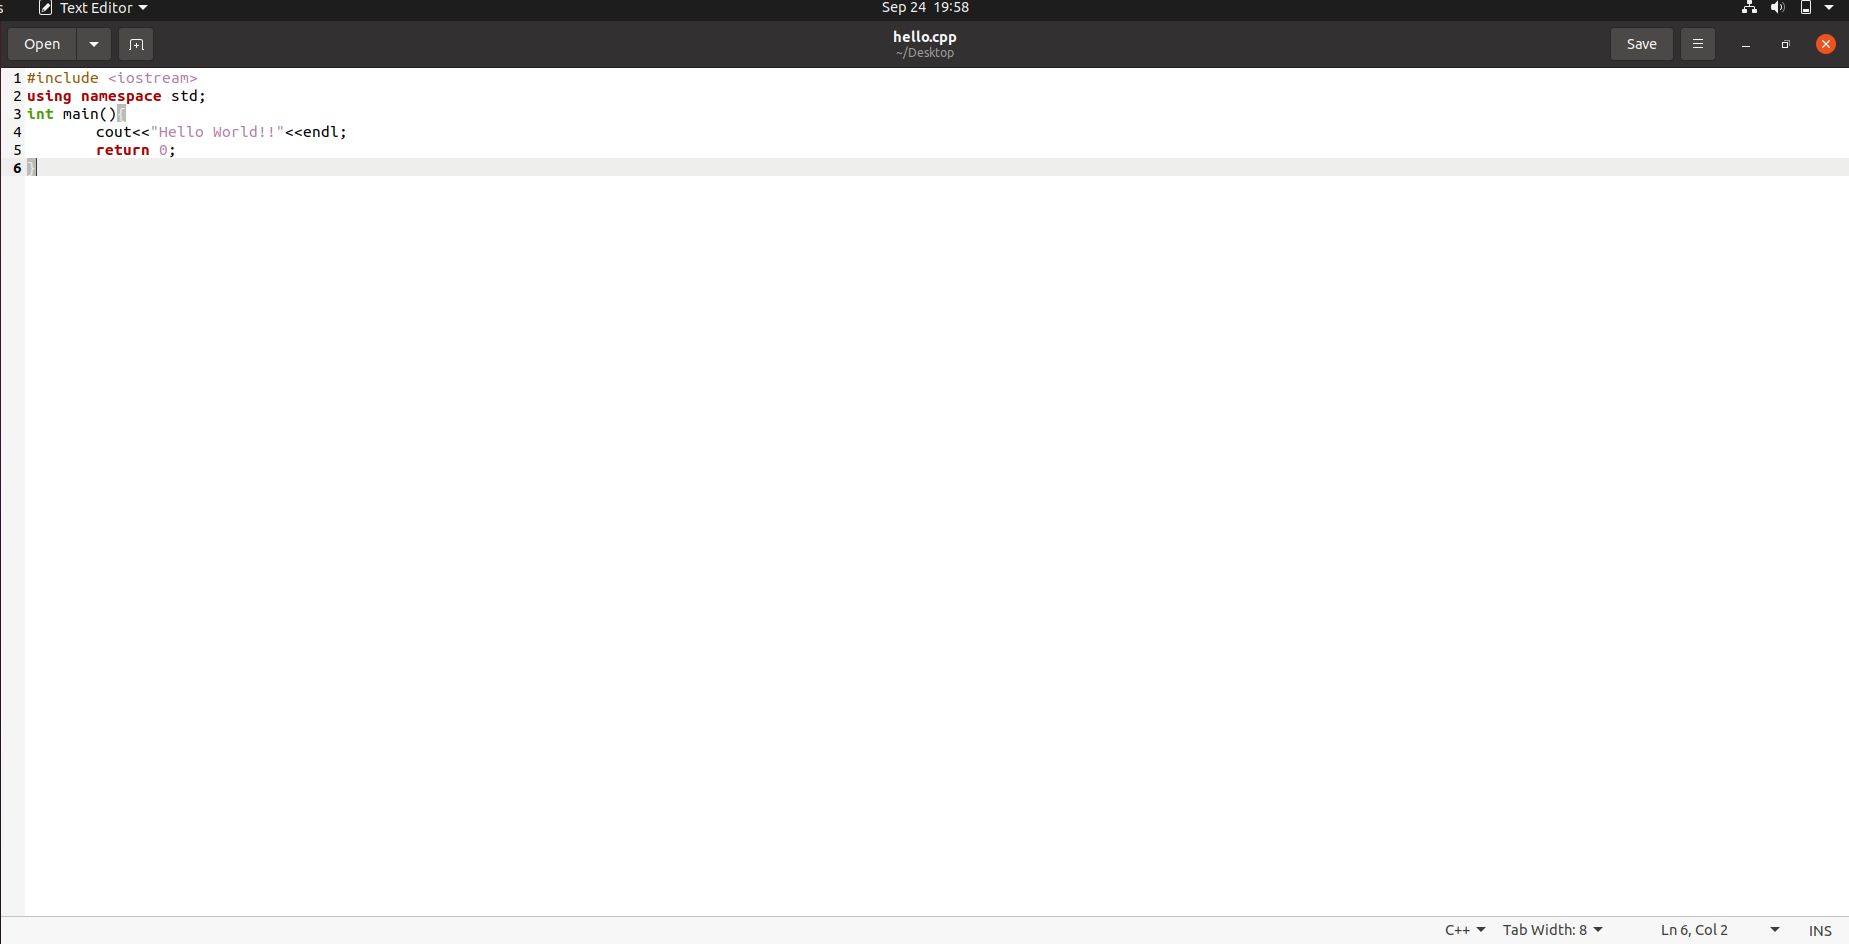 s Text Editor Sep 24 19:58
Open hello.cpp Save
~/Desktop
1 #include <iostream>
2 using namespace std;
3 int main(){
4 cout<<"Hello World!!"<<endl;
5 return 0;
6 }
C++ Tab Width: 8 Ln 6, Col 2 INS